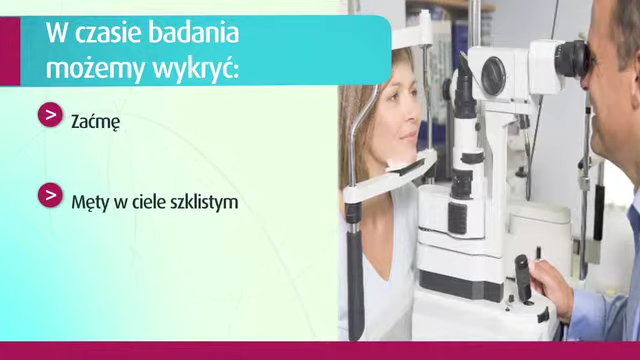 W czasie badania
możemy wykryć:
> Zaćmę
> Męty w ciele szklistym